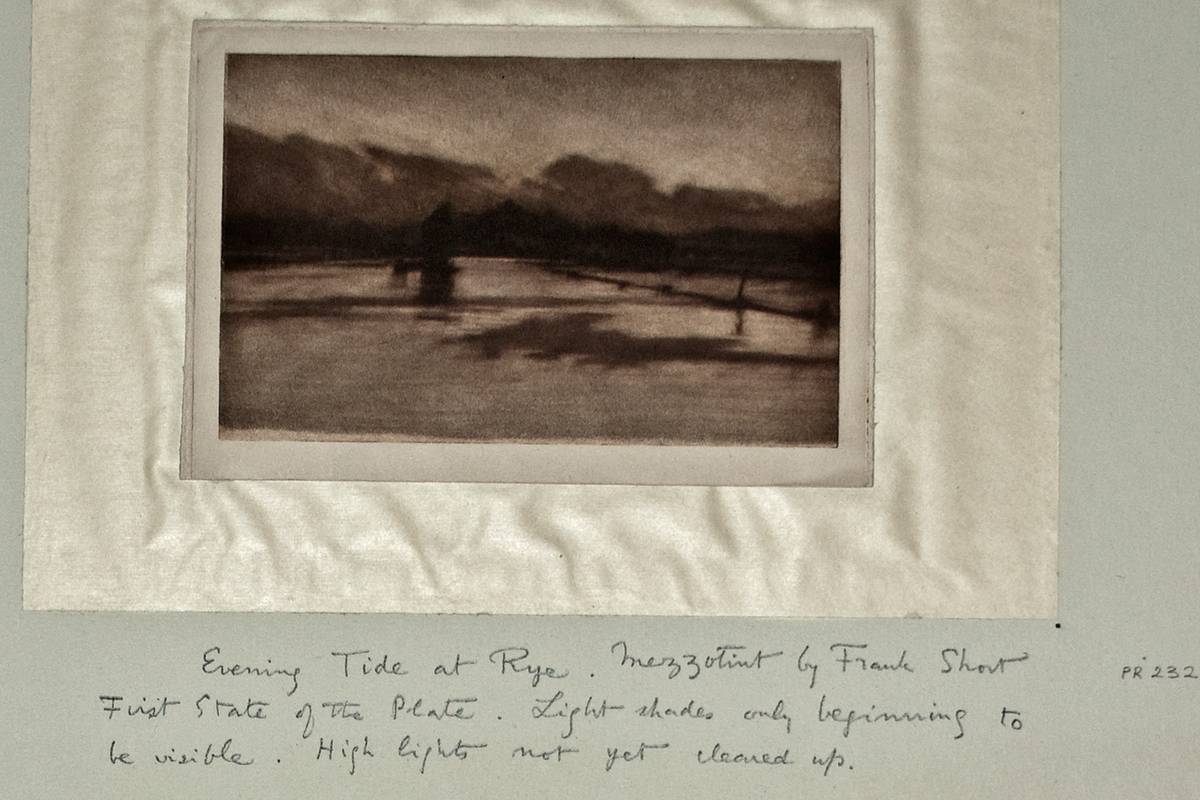 Evening Tide at Rye. Mezzotint by Frank Short
PR 232
First State of the Plate. Light shades only beginning to
be visible. High lights not yet cleared up.